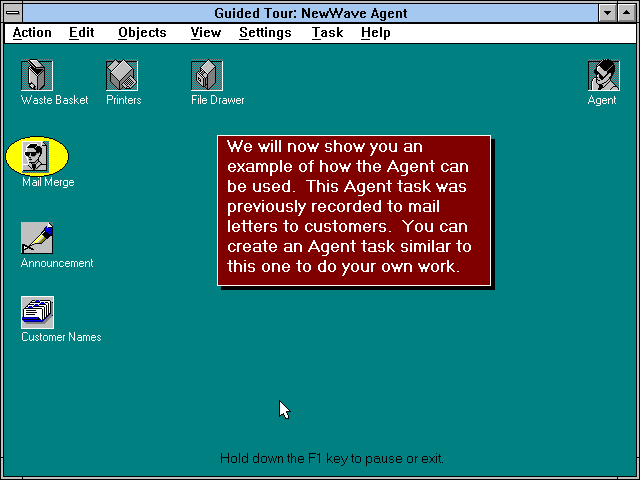 Guided Tour: NewWave Agent
Action Edit Objects View Settings Task Help
Waste Basket Printers File Drawer Agent
Mail Merge
We will now show you an
example of how the Agent can
be used. This Agent task was
previously recorded to mail
letters to customers. You can
create an Agent task similar to
this one to do your own work.
Announcement
Customer Names
Hold down the F1 key to pause or exit.